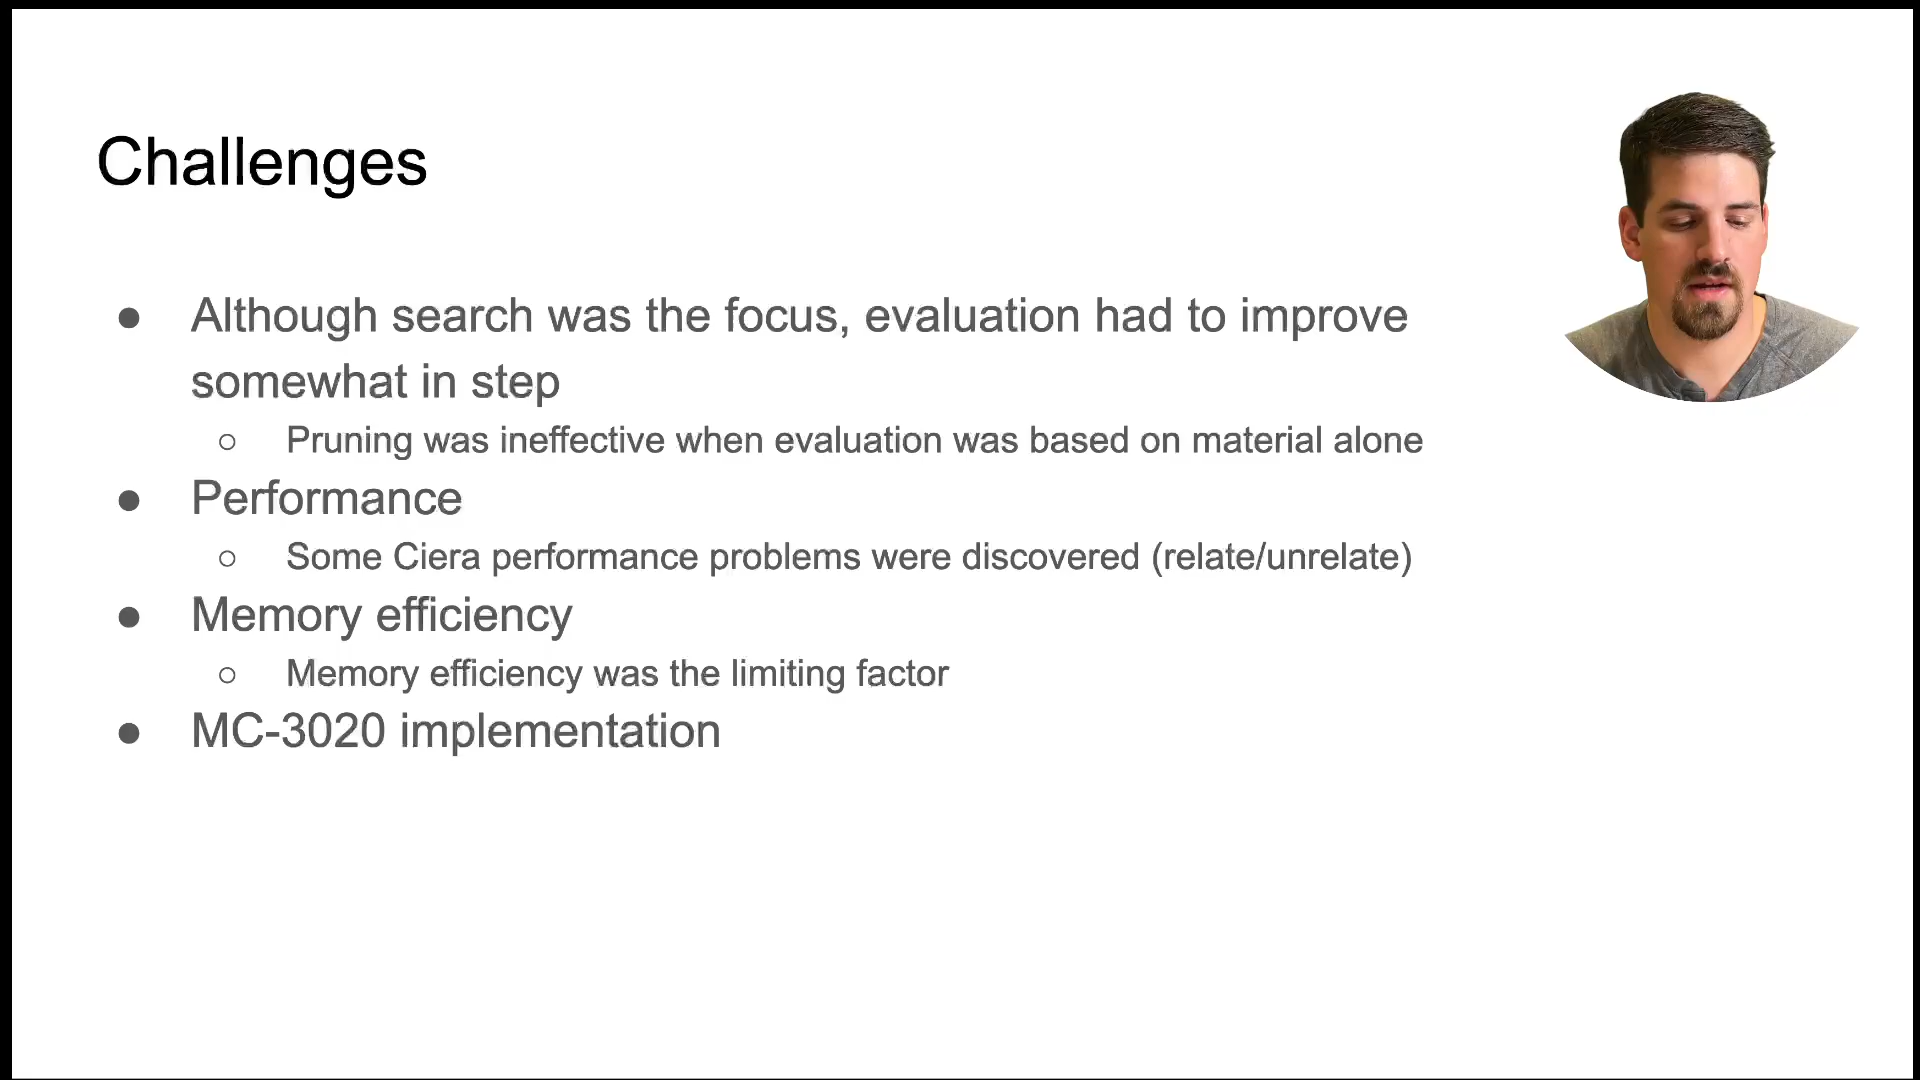 Challenges
● Although search was the focus, evaluation had to improve
somewhat in step
○ Pruning was ineffective when evaluation was based on material alone
● Performance
○ Some Ciera performance problems were discovered (relate/unrelate)
● Memory efficiency
○ Memory efficiency was the limiting factor
● MC-3020 implementation